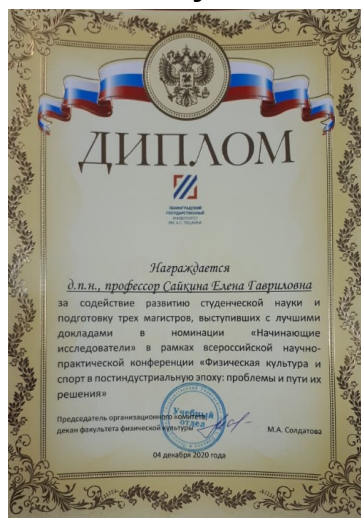 ДИПЛОМ
ЛЕНИНГРАДСКИЙ
ГОСУДАРСТВЕННЫЙ
УНИВЕРСИТЕТ
ИМ. А.С. ПУШКИНА
Награждается
д.п.н., профессор Сайкина Елена Гавриловна
за содействие развитию студенческой науки и
подготовку трех магистров, выступивших с лучшими
докладами в номинации «Начинающие
исследователи» в рамках всероссийской научно-
практической конференции «Физическая культура и
спорт в постиндустриальную эпоху: проблемы и пути их
решения»
Учебный
отдел
Председатель организационного комитета,
декан факультета физической культуры
М.А. Солдатова
04 декабря 2020 года